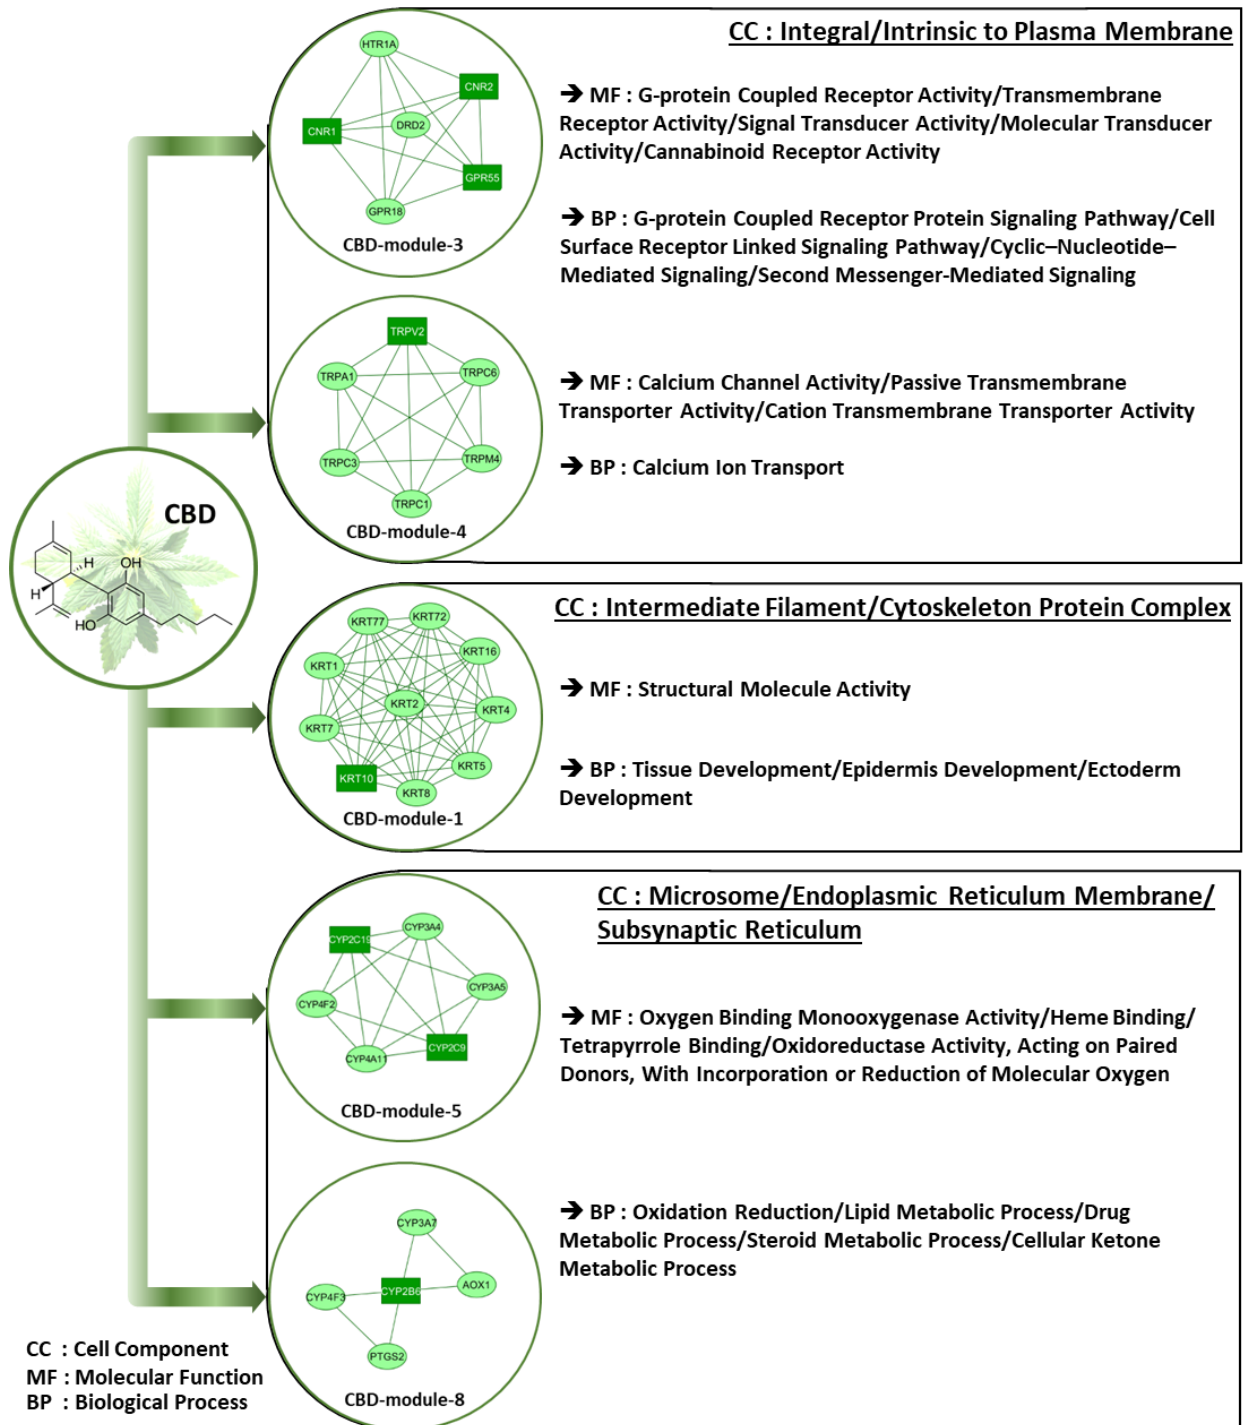 CC : Integral/Intrinsic to Plasma Membrane
HTR1A
CNR2
CNR1
DRD2
GPR55
GPR18
CBD-module-3
➔ MF : G-protein Coupled Receptor Activity/Transmembrane
Receptor Activity/Signal Transducer Activity/Molecular Transducer
Activity/Cannabinoid Receptor Activity
➔ BP : G-protein Coupled Receptor Protein Signaling Pathway/Cell
Surface Receptor Linked Signaling Pathway/Cyclic–Nucleotide–
Mediated Signaling/Second Messenger-Mediated Signaling
TRPV2
TRPA1
TRPC6
TRPC3
TRPM4
TRPC1
CBD-module-4
➔ MF : Calcium Channel Activity/Passive Transmembrane
Transporter Activity/Cation Transmembrane Transporter Activity
➔ BP : Calcium Ion Transport
CBD
H
OH
H
HO
CC : Intermediate Filament/Cytoskeleton Protein Complex
KRT77
KRT72
KRT16
KRT1
KRT2
KRT4
KRT7
KRT5
KRT10
KRT8
CBD-module-1
➔ MF : Structural Molecule Activity
➔ BP : Tissue Development/Epidermis Development/Ectoderm
Development
CC : Microsome/Endoplasmic Reticulum Membrane/
Subsynaptic Reticulum
CYP2C19
CYP3A4
CYP3A5
CYP4F2
CYP2C9
CYP4A11
CBD-module-5
➔ MF : Oxygen Binding Monooxygenase Activity/Heme Binding/
Tetrapyrrole Binding/Oxidoreductase Activity, Acting on Paired
Donors, With Incorporation or Reduction of Molecular Oxygen
➔ BP : Oxidation Reduction/Lipid Metabolic Process/Drug
Metabolic Process/Steroid Metabolic Process/Cellular Ketone
Metabolic Process
CYP3A7
AOX1
CYP2B6
CYP4F3
PTGS2
CBD-module-8
CC : Cell Component
MF : Molecular Function
BP : Biological Process